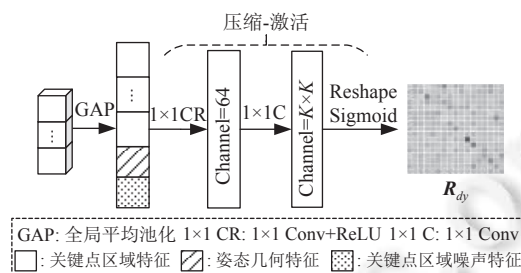 压缩-激活
GAP
1×1CR
Channel=64
1×1C
Channel=K×K
Reshape
Sigmoid
R_dy
GAP: 全局平均池化 1×1 CR: 1×1 Conv+ReLU 1×1 C: 1×1 Conv
: 关键点区域特征 : 姿态几何特征 : 关键点区域噪声特征